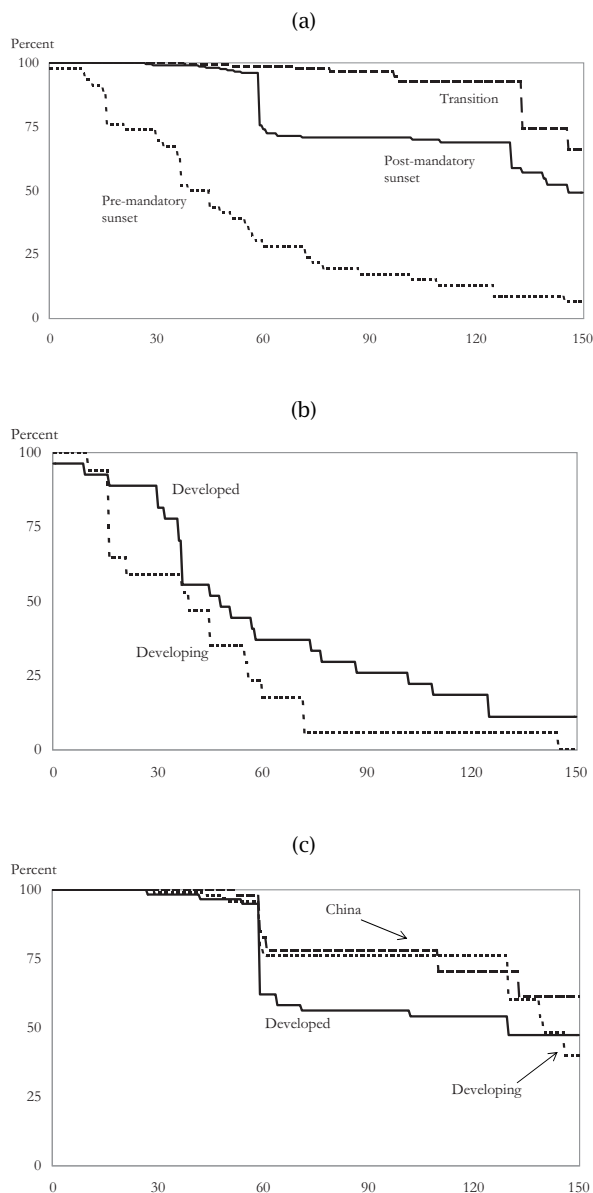 (a)
Percent
100
Transition
75
Post-mandatory
sunset
50
Pre-mandatory
sunset
25
0
0 30 60 90 120 150
(b)
Percent
100
Developed
75
50
Developing
25
0
0 30 60 90 120 150
(c)
Percent
100
China
75
50
Developed
25
Developing
0
0 30 60 90 120 150